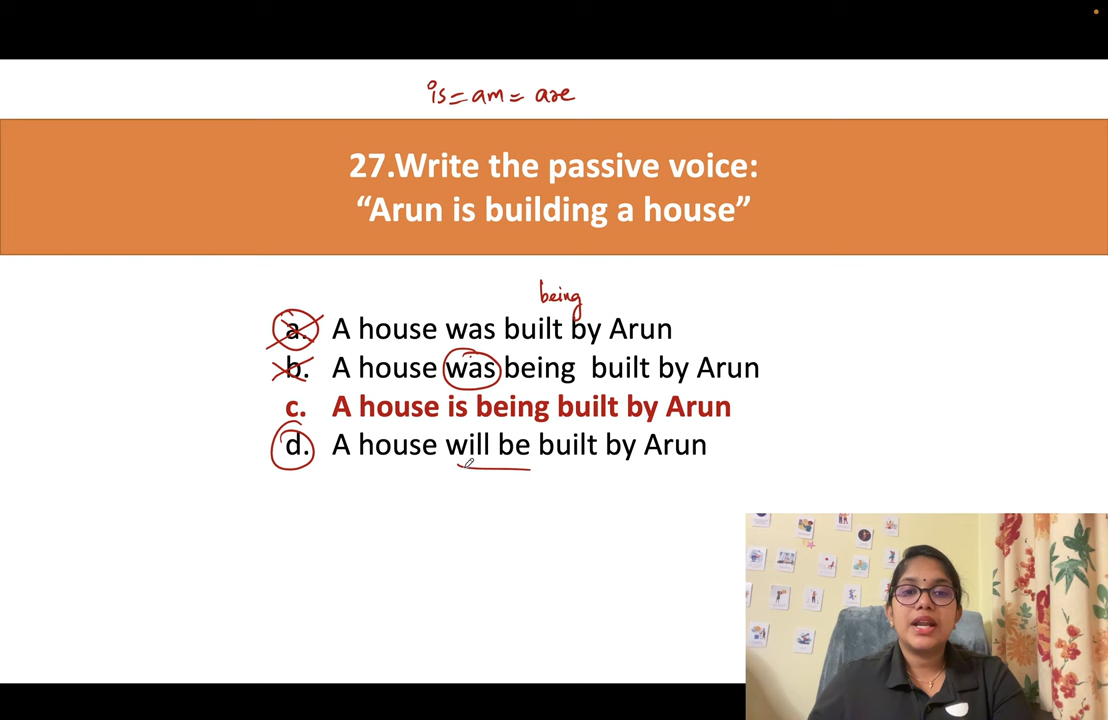 is = am = are
27.Write the passive voice:
“Arun is building a house”
being
a. A house was built by Arun
b. A house was being built by Arun
c. A house is being built by Arun
d. A house will be built by Arun